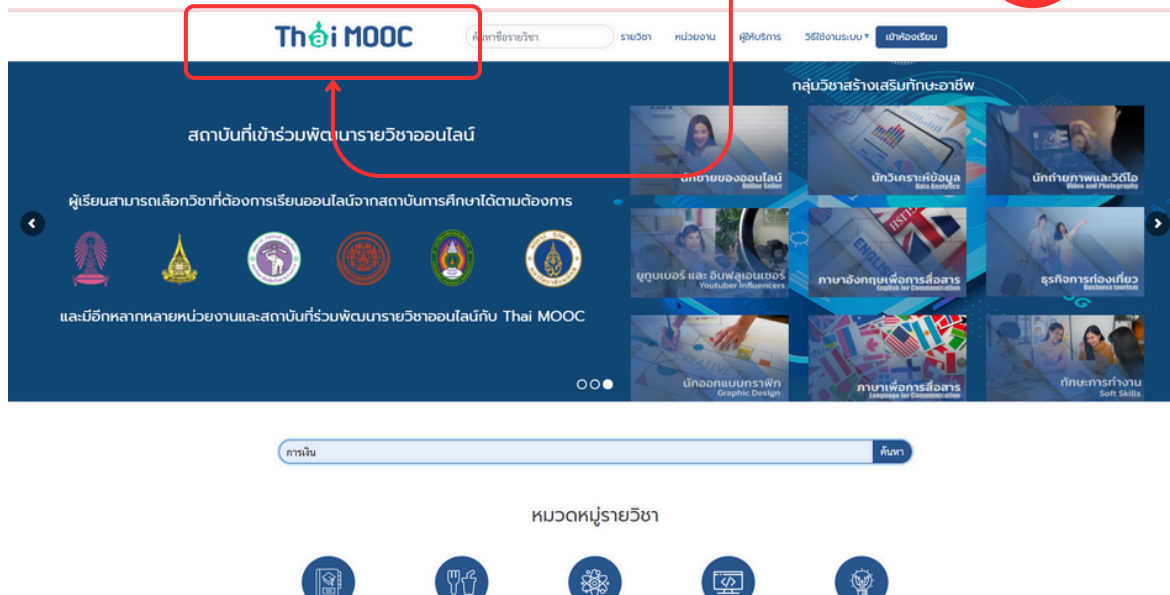 Thai MOOC
ค้นหาชื่อรายวิชา
รายวิชา
หน่วยงาน
ผู้ให้บริการ
วิธีใช้งานระบบ
เข้าห้องเรียน
กลุ่มวิชาสร้างเสริมทักษะอาชีพ
สถาบันที่เข้าร่วมพัฒนารายวิชาออนไลน์
ผู้เรียนสามารถเลือกวิชาที่ต้องการเรียนออนไลน์จากสถาบันการศึกษาได้ตามต้องการ
และมีอีกหลากหลายหน่วยงานและสถาบันที่ร่วมพัฒนารายวิชาออนไลน์กับ Thai MOOC
นักขายของออนไลน์
Online Seller
นักวิเคราะห์ข้อมูล
Data Analytics
นักถ่ายภาพและวิดีโอ
Video and Photography
ยูทูบเบอร์ และ อินฟลูเอนเซอร์
Youtuber influencers
ENGLISH
ภาษาอังกฤษเพื่อการสื่อสาร
English for Communication
ธุรกิจการท่องเที่ยว
Business tourism
นักออกแบบกราฟิก
Graphic Design
ภาษาเพื่อการสื่อสาร
Language for Communication
ทักษะการทำงาน
Soft Skills
การเงิน
ค้นหา
หมวดหมู่รายวิชา